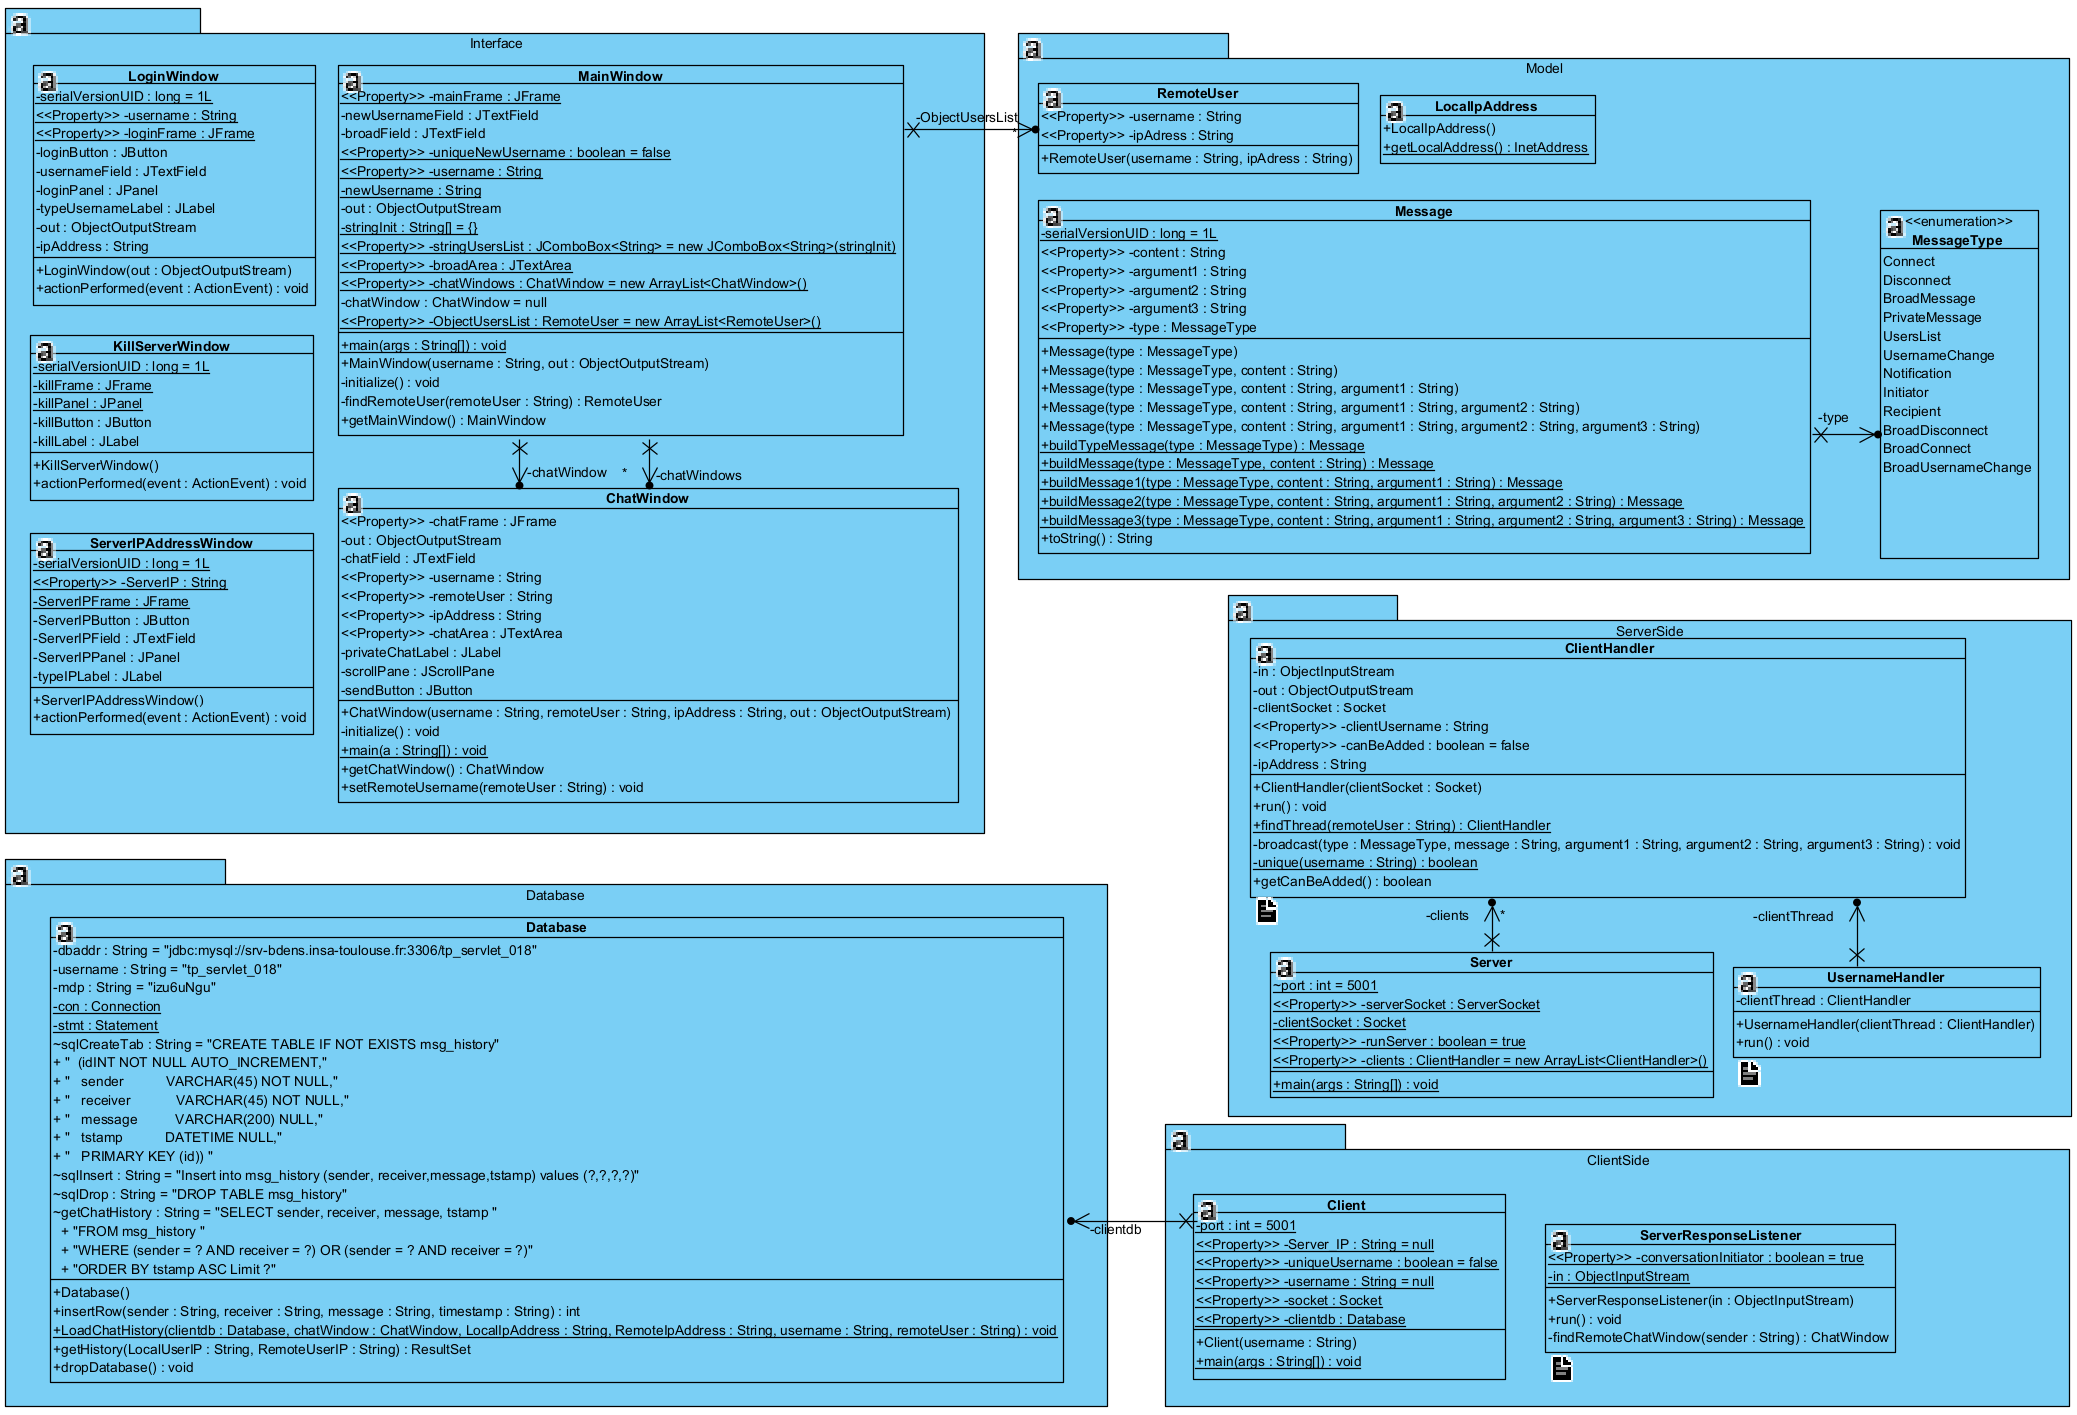 Interface
LoginWindow
-serialVersionUID : long = 1L
<<Property>> -username : String
<<Property>> -loginFrame : JFrame
-loginButton : JButton
-usernameField : JTextField
-loginPanel : JPanel
-typeUsernameLabel : JLabel
-out : ObjectOutputStream
-ipAddress : String
+LoginWindow(out : ObjectOutputStream)
+actionPerformed(event : ActionEvent) : void
KillServerWindow
-serialVersionUID : long = 1L
-killFrame : JFrame
-killPanel : JPanel
-killButton : JButton
-killLabel : JLabel
+KillServerWindow()
+actionPerformed(event : ActionEvent) : void
ServerIPAddressWindow
-serialVersionUID : long = 1L
<<Property>> -ServerIP : String
-ServerIPFrame : JFrame
-ServerIPButton : JButton
-ServerIPField : JTextField
-ServerIPPanel : JPanel
-typeIPLabel : JLabel
+ServerIPAddressWindow()
+actionPerformed(event : ActionEvent) : void
MainWindow
<<Property>> -mainFrame : JFrame
-newUsernameField : JTextField
-broadField : JTextField
<<Property>> -uniqueNewUsername : boolean = false
<<Property>> -username : String
-newUsername : String
-out : ObjectOutputStream
-stringInit : String[] = {}
<<Property>> -stringUsersList : JComboBox<String> = new JComboBox<String>(stringInit)
<<Property>> -broadArea : JTextArea
<<Property>> -chatWindows : ChatWindow = new ArrayList<ChatWindow>()
-chatWindow : ChatWindow = null
<<Property>> -ObjectUsersList : RemoteUser = new ArrayList<RemoteUser>()
+main(args : String[]) : void
+MainWindow(username : String, out : ObjectOutputStream)
-initialize() : void
-findRemoteUser(remoteUser : String) : RemoteUser
+getMainWindow() : MainWindow
-chatWindow
*
-chatWindows
ChatWindow
<<Property>> -chatFrame : JFrame
-out : ObjectOutputStream
-chatField : JTextField
<<Property>> -username : String
<<Property>> -remoteUser : String
<<Property>> -ipAddress : String
<<Property>> -chatArea : JTextArea
-privateChatLabel : JLabel
-scrollPane : JScrollPane
-sendButton : JButton
+ChatWindow(username : String, remoteUser : String, ipAddress : String, out : ObjectOutputStream)
-initialize() : void
+main(a : String[]) : void
+getChatWindow() : ChatWindow
+setRemoteUsername(remoteUser : String) : void
-ObjectUsersList
*
Model
RemoteUser
<<Property>> -username : String
<<Property>> -ipAdress : String
+RemoteUser(username : String, ipAdress : String)
LocalIpAddress
+LocalIpAddress()
+getLocalAddress() : InetAddress
Message
-serialVersionUID : long = 1L
<<Property>> -content : String
<<Property>> -argument1 : String
<<Property>> -argument2 : String
<<Property>> -argument3 : String
<<Property>> -type : MessageType
+Message(type : MessageType)
+Message(type : MessageType, content : String)
+Message(type : MessageType, content : String, argument1 : String)
+Message(type : MessageType, content : String, argument1 : String, argument2 : String)
+Message(type : MessageType, content : String, argument1 : String, argument2 : String, argument3 : String)
+buildTypeMessage(type : MessageType) : Message
+buildMessage(type : MessageType, content : String) : Message
+buildMessage1(type : MessageType, content : String, argument1 : String) : Message
+buildMessage2(type : MessageType, content : String, argument1 : String, argument2 : String) : Message
+buildMessage3(type : MessageType, content : String, argument1 : String, argument2 : String, argument3 : String) : Message
+toString() : String
-type
<<enumeration>>
MessageType
Connect
Disconnect
BroadMessage
PrivateMessage
UsersList
UsernameChange
Notification
Initiator
Recipient
BroadDisconnect
BroadConnect
BroadUsernameChange
ServerSide
ClientHandler
-in : ObjectInputStream
-out : ObjectOutputStream
-clientSocket : Socket
<<Property>> -clientUsername : String
<<Property>> -canBeAdded : boolean = false
-ipAddress : String
+ClientHandler(clientSocket : Socket)
+run() : void
+findThread(remoteUser : String) : ClientHandler
-broadcast(type : MessageType, message : String, argument1 : String, argument2 : String, argument3 : String) : void
-unique(username : String) : boolean
+getCanBeAdded() : boolean
-clients
*
-clientThread
Server
~port : int = 5001
<<Property>> -serverSocket : ServerSocket
-clientSocket : Socket
<<Property>> -runServer : boolean = true
<<Property>> -clients : ClientHandler = new ArrayList<ClientHandler>()
+main(args : String[]) : void
UsernameHandler
-clientThread : ClientHandler
+UsernameHandler(clientThread : ClientHandler)
+run() : void
Database
Database
-dbaddr : String = "jdbc:mysql://srv-bdens.insa-toulouse.fr:3306/tp_servlet_018"
-username : String = "tp_servlet_018"
-mdp : String = "izu6uNgu"
-con : Connection
-stmt : Statement
~sqlCreateTab : String = "CREATE TABLE IF NOT EXISTS msg_history"
+ " (idINT NOT NULL AUTO_INCREMENT,"
+ " sender VARCHAR(45) NOT NULL,"
+ " receiver VARCHAR(45) NOT NULL,"
+ " message VARCHAR(200) NULL,"
+ " tstamp DATETIME NULL,"
+ " PRIMARY KEY (id)) "
~sqlInsert : String = "Insert into msg_history (sender, receiver,message,tstamp) values (?,?,?,?)"
~sqlDrop : String = "DROP TABLE msg_history"
~getChatHistory : String = "SELECT sender, receiver, message, tstamp "
+ "FROM msg_history "
+ "WHERE (sender = ? AND receiver = ?) OR (sender = ? AND receiver = ?)"
+ "ORDER BY tstamp ASC Limit ?"
+Database()
+insertRow(sender : String, receiver : String, message : String, timestamp : String) : int
+LoadChatHistory(clientdb : Database, chatWindow : ChatWindow, LocalIpAddress : String, RemoteIpAddress : String, username : String, remoteUser : String) : void
+getHistory(LocalUserIP : String, RemoteUserIP : String) : ResultSet
+dropDatabase() : void
-clientdb
ClientSide
Client
-port : int = 5001
<<Property>> -Server_IP : String = null
<<Property>> -uniqueUsername : boolean = false
<<Property>> -username : String = null
<<Property>> -socket : Socket
<<Property>> -clientdb : Database
+Client(username : String)
+main(args : String[]) : void
ServerResponseListener
<<Property>> -conversationInitiator : boolean = true
-in : ObjectInputStream
+ServerResponseListener(in : ObjectInputStream)
+run() : void
-findRemoteChatWindow(sender : String) : ChatWindow